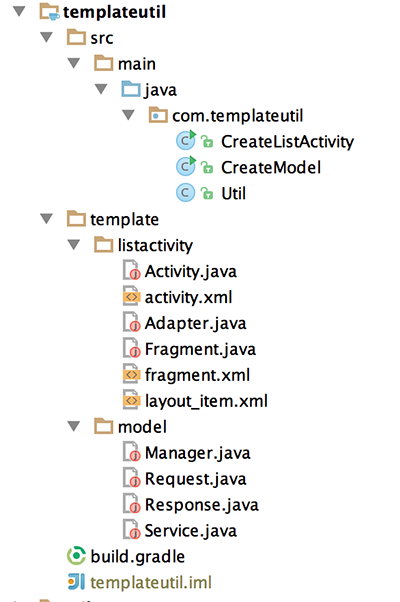 templateutil
src
main
java
com.templateutil
CreateListActivity
CreateModel
Util
template
listactivity
Activity.java
activity.xml
Adapter.java
Fragment.java
fragment.xml
layout_item.xml
model
Manager.java
Request.java
Response.java
Service.java
build.gradle
templateutil.iml